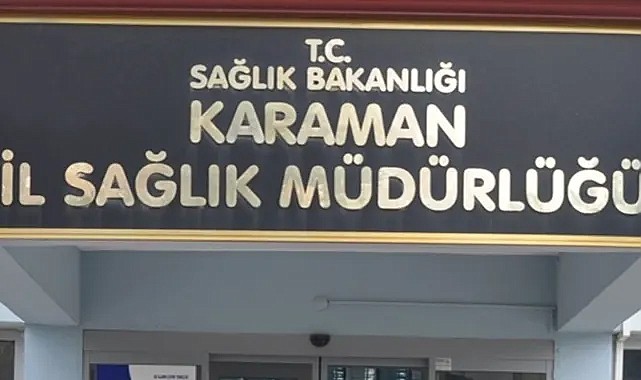 T.C.
SAĞLIK BAKANLIĞI
KARAMAN
İL SAĞLIK MÜDÜRLÜĞÜ